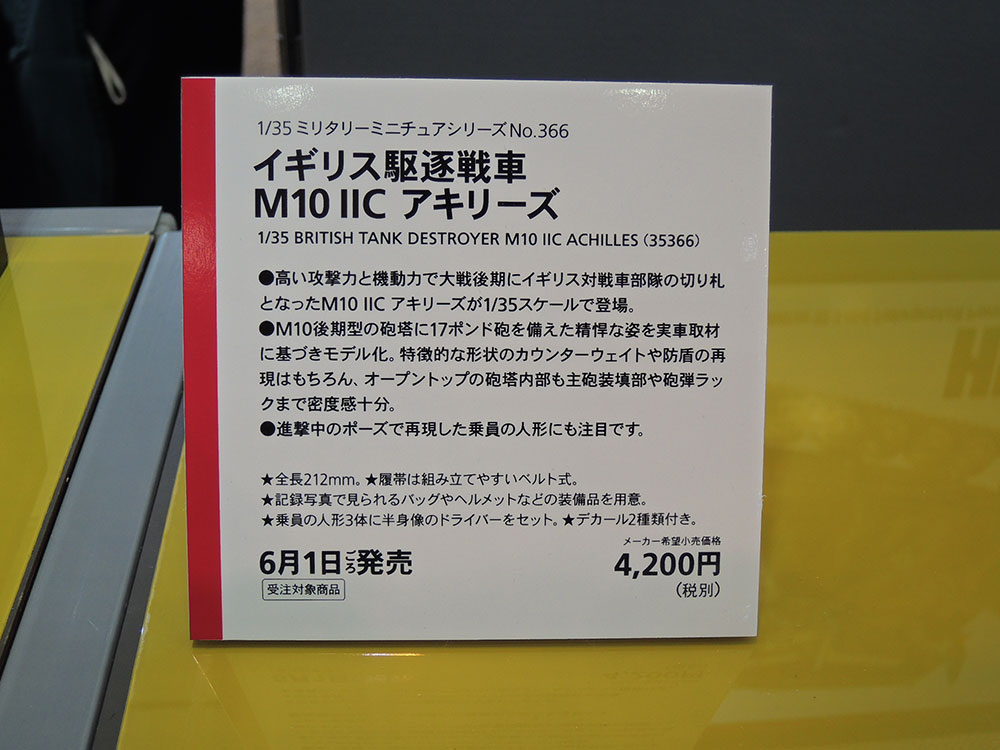 1/35 ミリタリーミニチュアシリーズNo.366
イギリス駆逐戦車
M10 IIC アキリーズ
1/35 BRITISH TANK DESTROYER M10 IIC ACHILLES (35366)
●高い攻撃力と機動力で大戦後期にイギリス対戦車部隊の切り札
となったM10 IIC アキリーズが1/35スケールで登場。
●M10後期型の砲塔に17ポンド砲を備えた精悍な姿を実車取材
に基づきモデル化。特徴的な形状のカウンターウェイトや防盾の再
現はもちろん、オープントップの砲塔内部も主砲装填部や砲弾ラッ
クまで密度感十分。
●進撃中のポーズで再現した乗員の人形にも注目です。
★全長212mm。★履帯は組み立てやすいベルト式。
★記録写真で見られるバッグやヘルメットなどの装備品を用意。
★乗員の人形3体に半身像のドライバーをセット。★デカール2種類付き。
6月1日ごろ発売
受注対象商品
メーカー希望小売価格
4,200円
(税別)